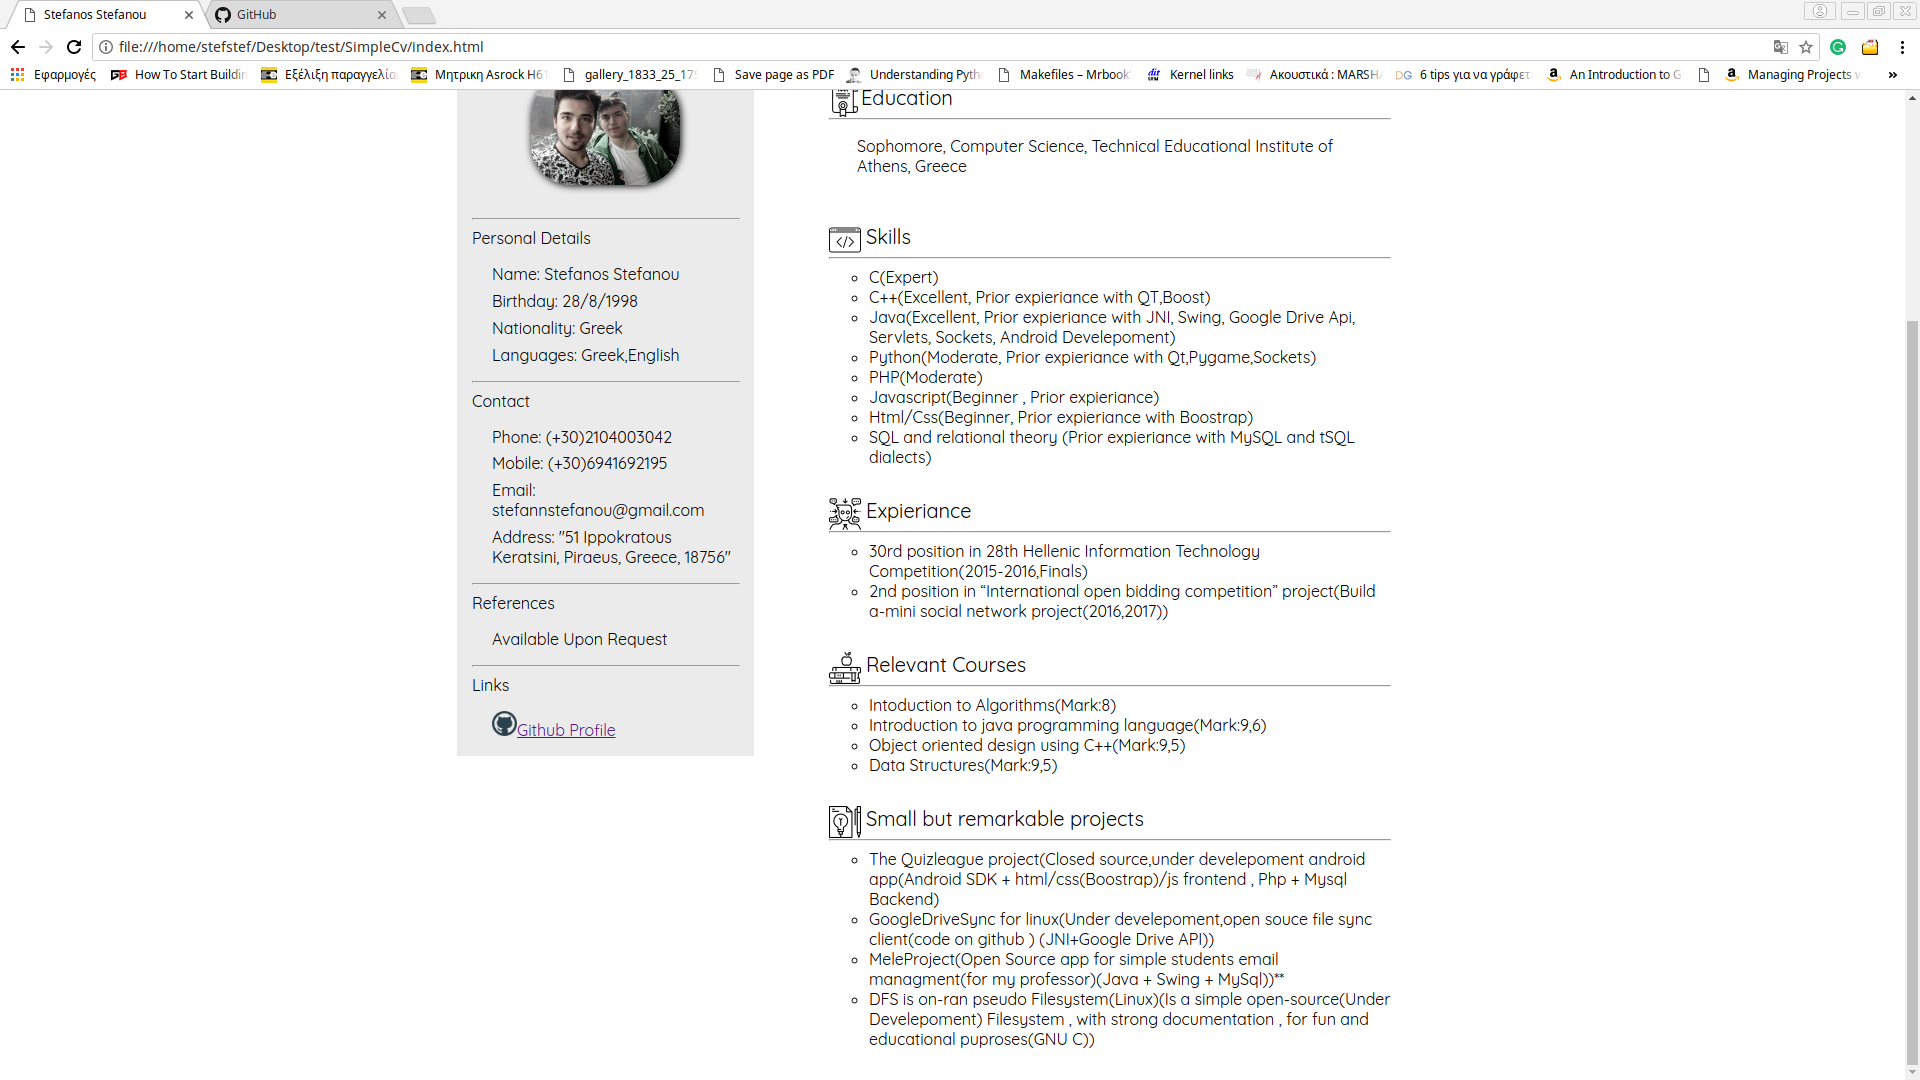 Stefanos Stefanou
GitHub
file:///home/stefstef/Desktop/test/SimpleCv/index.html
Εφαρμογές
How To Start Buildin
Εξέλιξη παραγγελία
Μητρικη Asrock H61
gallery_1833_25_175
Save page as PDF
Understanding Pyth
Makefiles – Mrbook'
Kernel links
Ακουστικά : MARSHA
6 tips για να γράφετ
An Introduction to G
Managing Projects w
»
Personal Details
Name: Stefanos Stefanou
Birthday: 28/8/1998
Nationality: Greek
Languages: Greek,English
Contact
Phone: (+30)2104003042
Mobile: (+30)6941692195
Email:
stefannstefanou@gmail.com
Address: "51 Ippokratous
Keratsini, Piraeus, Greece, 18756"
References
Available Upon Request
Links
Github Profile
Education
Sophomore, Computer Science, Technical Educational Institute of
Athens, Greece
Skills
C(Expert)
C++(Excellent, Prior expieriance with QT,Boost)
Java(Excellent, Prior expieriance with JNI, Swing, Google Drive Api,
Servlets, Sockets, Android Develepoment)
Python(Moderate, Prior expieriance with Qt,Pygame,Sockets)
PHP(Moderate)
Javascript(Beginner , Prior expieriance)
Html/Css(Beginner, Prior expieriance with Boostrap)
SQL and relational theory (Prior expieriance with MySQL and tSQL
dialects)
Expieriance
30rd position in 28th Hellenic Information Technology
Competition(2015-2016,Finals)
2nd position in “International open bidding competition” project(Build
a-mini social network project(2016,2017))
Relevant Courses
Intoduction to Algorithms(Mark:8)
Introduction to java programming language(Mark:9,6)
Object oriented design using C++(Mark:9,5)
Data Structures(Mark:9,5)
Small but remarkable projects
The Quizleague project(Closed source,under develepoment android
app(Android SDK + html/css(Boostrap)/js frontend , Php + Mysql
Backend)
GoogleDriveSync for linux(Under develepoment,open souce file sync
client(code on github ) (JNI+Google Drive API))
MeleProject(Open Source app for simple students email
managment(for my professor)(Java + Swing + MySql))**
DFS is on-ran pseudo Filesystem(Linux)(Is a simple open-source(Under
Develepoment) Filesystem , with strong documentation , for fun and
educational puproses(GNU C))